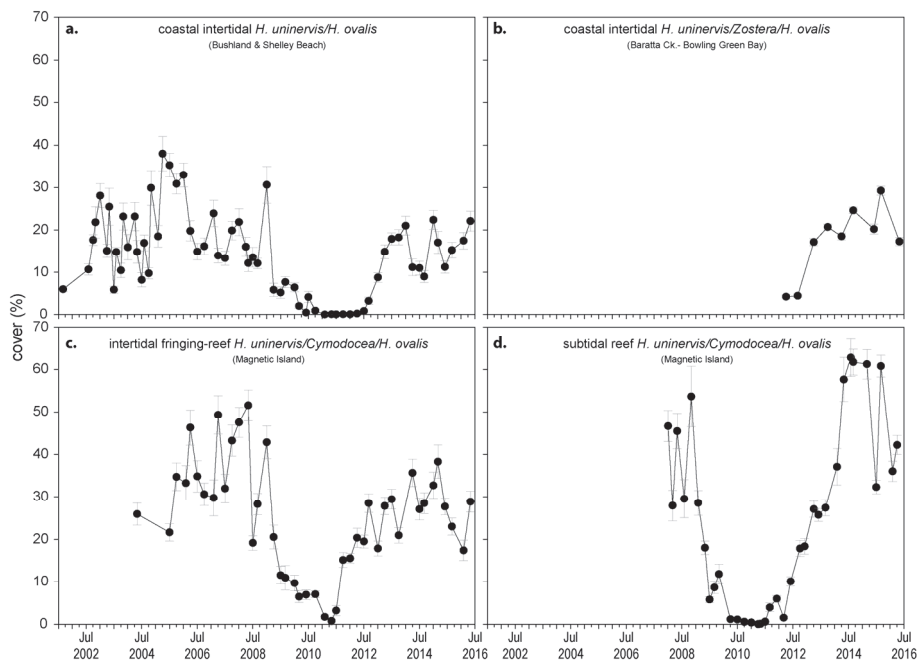 a. coastal intertidal H. uninervis/H. ovalis
(Bushland & Shelley Beach)
b. coastal intertidal H. uninervis/Zostera/H. ovalis
(Baratta Ck.- Bowling Green Bay)
70
60
50
40
30
20
10
0
c. intertidal fringing-reef H. uninervis/Cymodocea/H. ovalis
(Magnetic Island)
d. subtidal reef H. uninervis/Cymodocea/H. ovalis
(Magnetic Island)
70
60
50
40
30
20
10
0
cover (%)
Jul Jul Jul Jul Jul Jul Jul Jul
2002 2004 2006 2008 2010 2012 2014 2016
Jul Jul Jul Jul Jul Jul Jul Jul
2002 2004 2006 2008 2010 2012 2014 2016